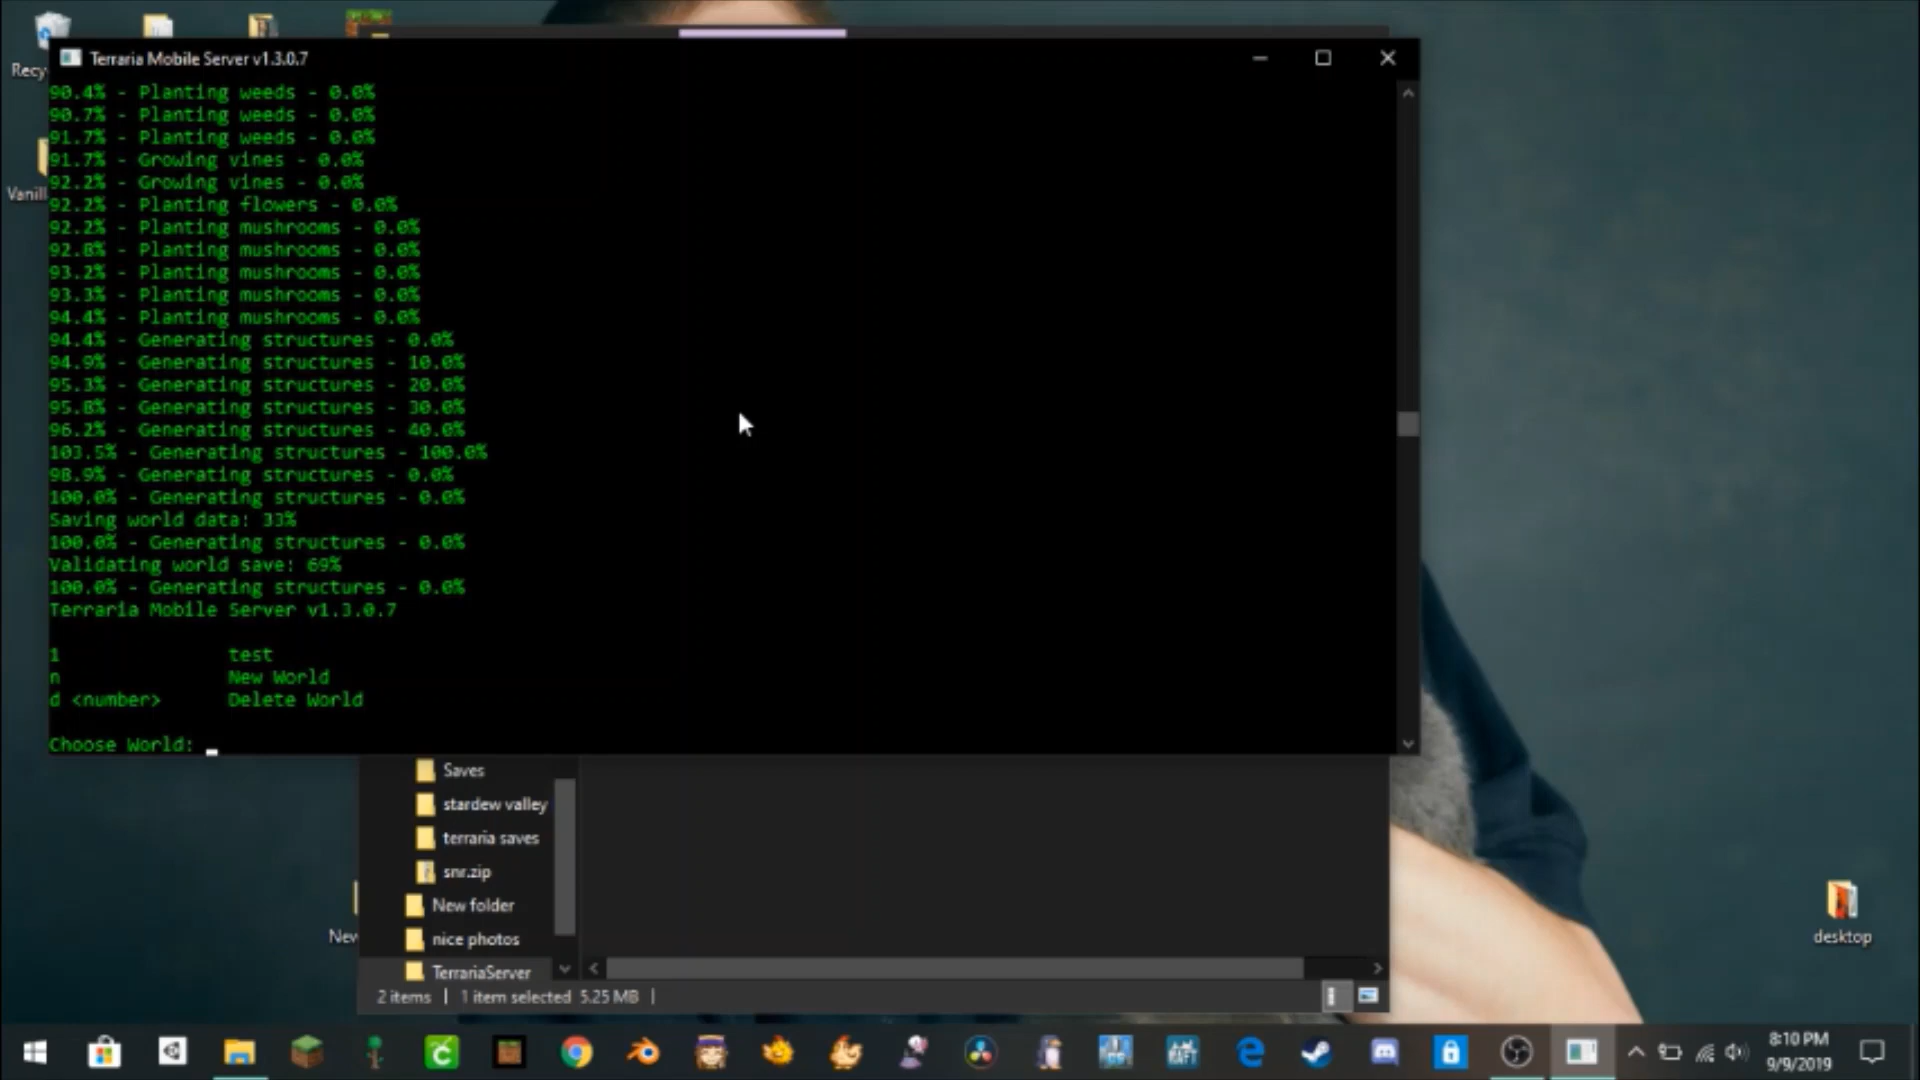 Terraria Mobile Server v1.3.0.7
90.4% - Planting weeds - 0.0%
90.7% - Planting weeds - 0.0%
91.7% - Planting weeds - 0.0%
91.7% - Growing vines - 0.0%
92.2% - Growing vines - 0.0%
92.2% - Planting flowers - 0.0%
92.2% - Planting mushrooms - 0.0%
92.8% - Planting mushrooms - 0.0%
93.2% - Planting mushrooms - 0.0%
93.3% - Planting mushrooms - 0.0%
94.4% - Planting mushrooms - 0.0%
94.4% - Generating structures - 0.0%
94.9% - Generating structures - 10.0%
95.3% - Generating structures - 20.0%
95.8% - Generating structures - 30.0%
96.2% - Generating structures - 40.0%
103.5% - Generating structures - 100.0%
98.9% - Generating structures - 0.0%
100.0% - Generating structures - 0.0%
Saving world data: 33%
100.0% - Generating structures - 0.0%
Validating world save: 69%
100.0% - Generating structures - 0.0%
Terraria Mobile Server v1.3.0.7
1 test
n New World
d <number> Delete World
Choose World:
Recy
Vanill
Saves
stardew valley
terraria saves
snr.zip
New folder
nice photos
TerrariaServer
2 items | 1 item selected 5.25 MB |
New
desktop
8:10 PM
9/9/2019